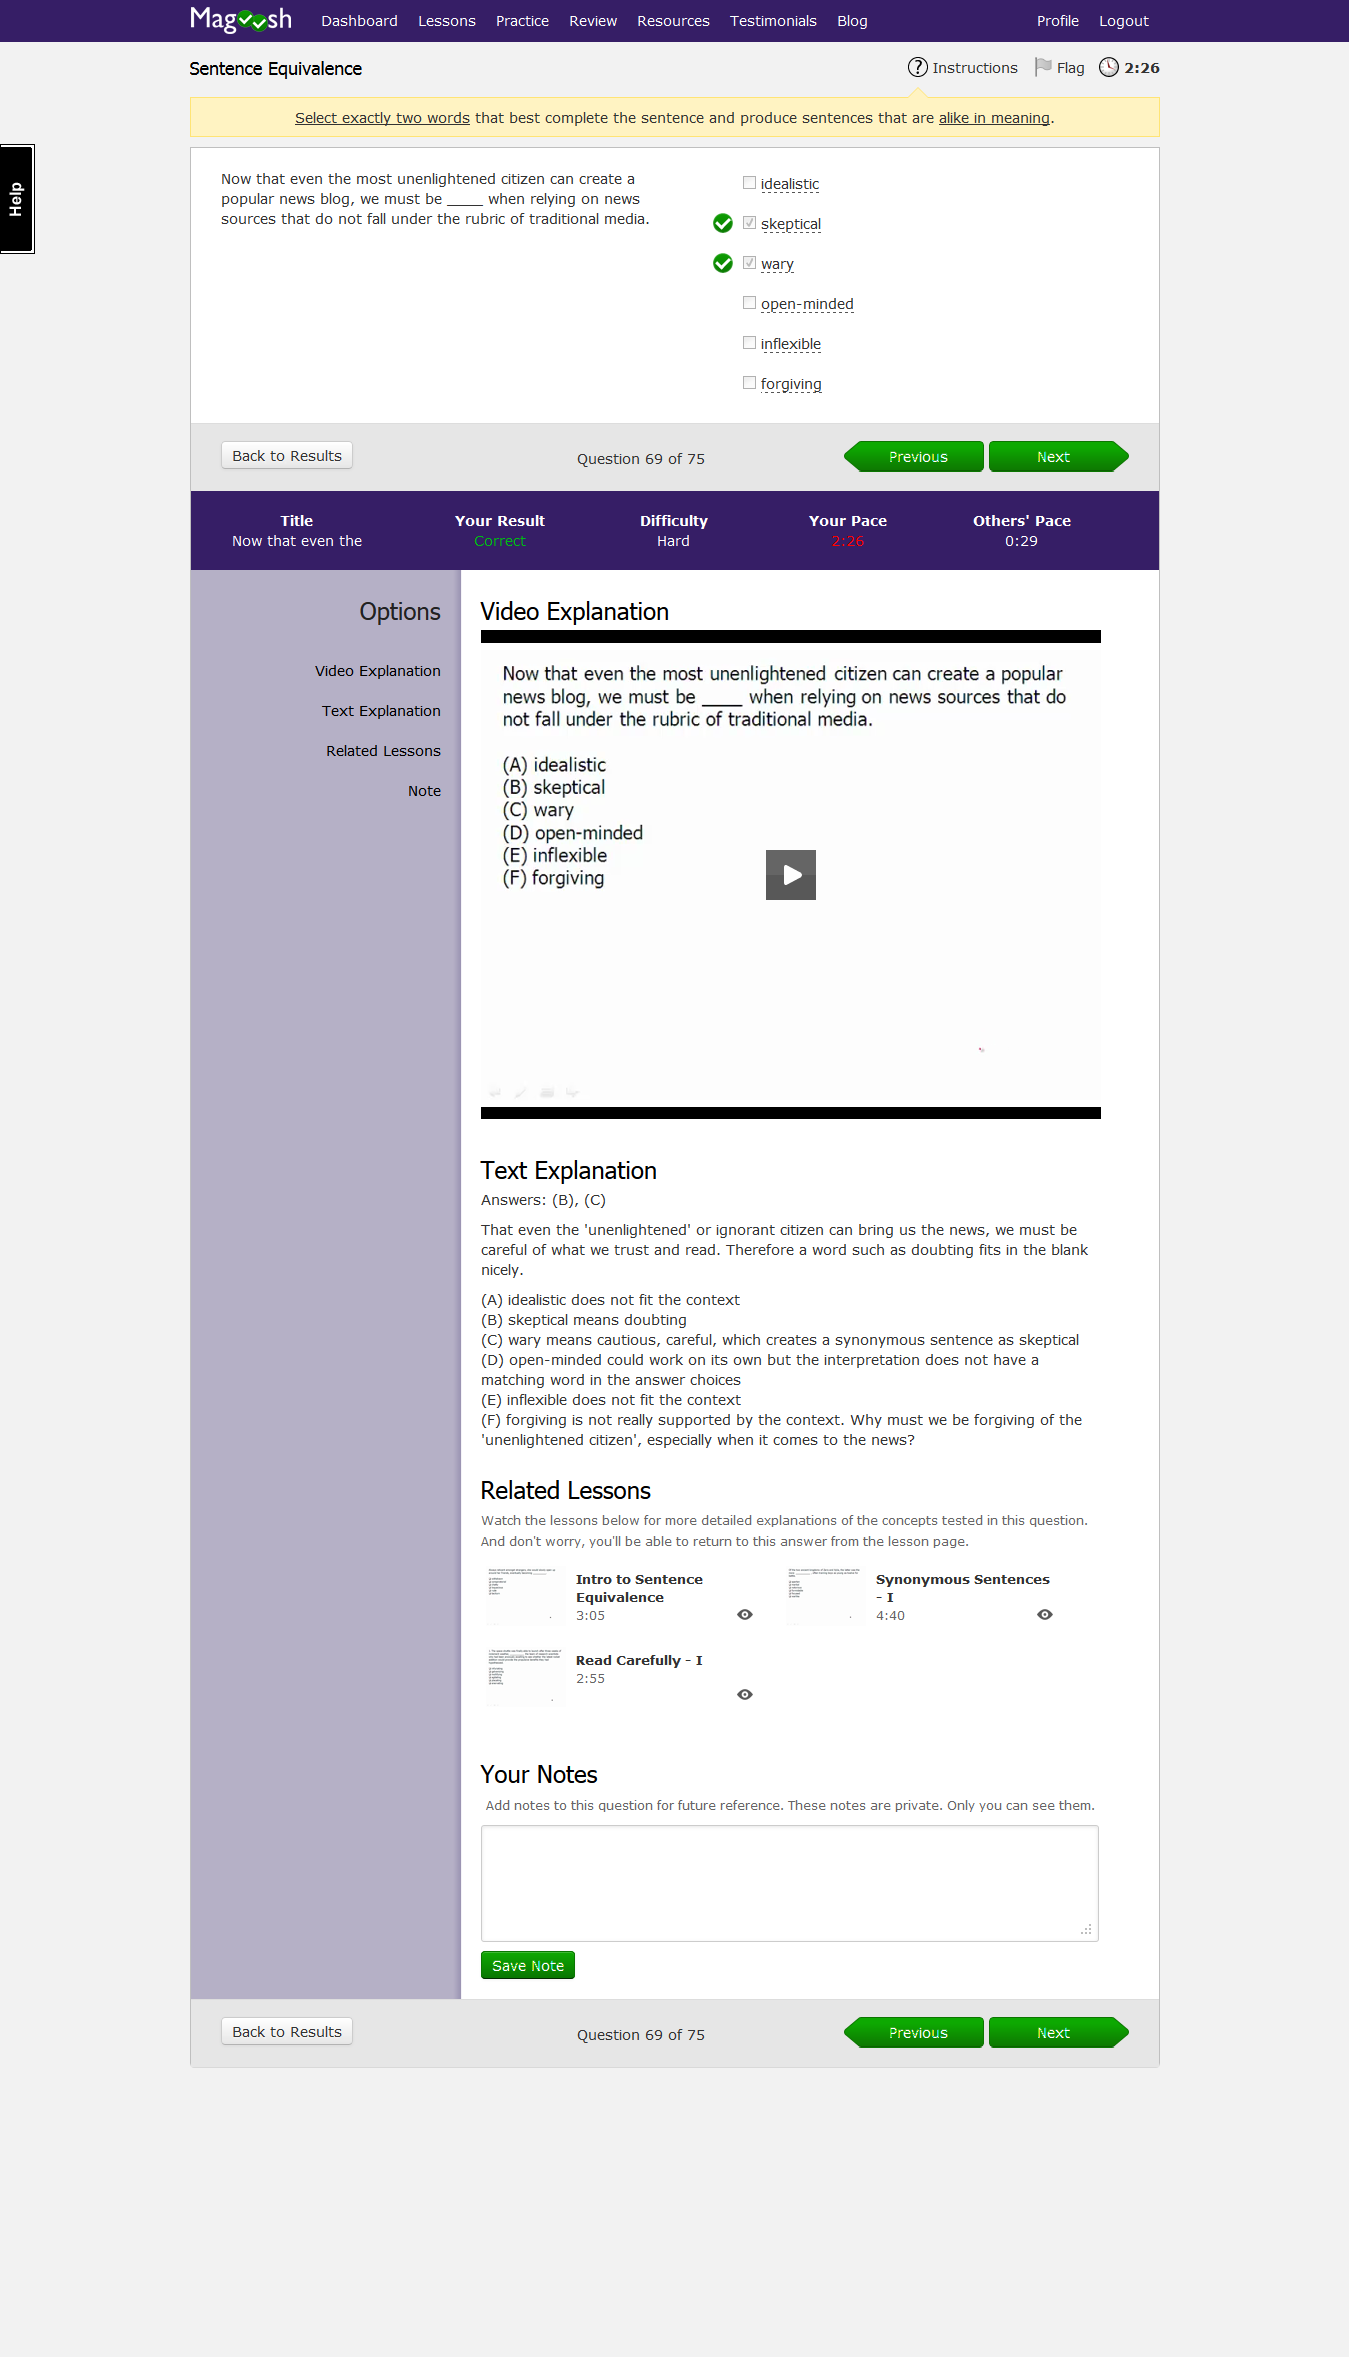 Magoosh Dashboard Lessons Practice Review Resources Testimonials Blog Profile Logout
Sentence Equivalence Instructions Flag 2:26
Select exactly two words that best complete the sentence and produce sentences that are alike in meaning.
Help
Now that even the most unenlightened citizen can create a
popular news blog, we must be ____ when relying on news
sources that do not fall under the rubric of traditional media.
idealistic
skeptical
wary
open-minded
inflexible
forgiving
Back to Results Question 69 of 75 Previous Next
Title Your Result Difficulty Your Pace Others' Pace
Now that even the Correct Hard 2:26 0:29
Options
Video Explanation
Text Explanation
Related Lessons
Note
Video Explanation
Now that even the most unenlightened citizen can create a popular
news blog, we must be ____ when relying on news sources that do
not fall under the rubric of traditional media.
(A) idealistic
(B) skeptical
(C) wary
(D) open-minded
(E) inflexible
(F) forgiving
Text Explanation
Answers: (B), (C)
That even the 'unenlightened' or ignorant citizen can bring us the news, we must be
careful of what we trust and read. Therefore a word such as doubting fits in the blank
nicely.
(A) idealistic does not fit the context
(B) skeptical means doubting
(C) wary means cautious, careful, which creates a synonymous sentence as skeptical
(D) open-minded could work on its own but the interpretation does not have a
matching word in the answer choices
(E) inflexible does not fit the context
(F) forgiving is not really supported by the context. Why must we be forgiving of the
'unenlightened citizen', especially when it comes to the news?
Related Lessons
Watch the lessons below for more detailed explanations of the concepts tested in this question.
And don't worry, you'll be able to return to this answer from the lesson page.
Intro to Sentence
Equivalence
3:05
Synonymous Sentences
- I
4:40
Read Carefully - I
2:55
Your Notes
Add notes to this question for future reference. These notes are private. Only you can see them.
Save Note
Back to Results Question 69 of 75 Previous Next